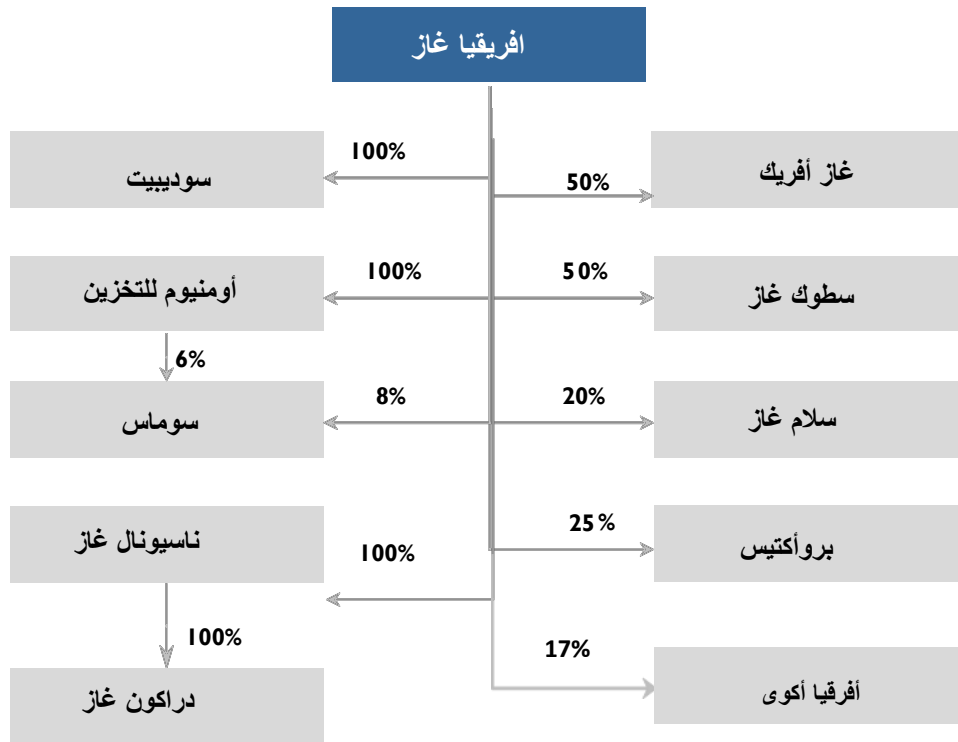 افريقيا غاز
100%
سوديبيت
50%
غاز أفريك
100%
أومنيوم للتخزين
50%
سطوك غاز
6%
8%
سوماس
20%
سلام غاز
100%
ناسيونال غاز
25%
بروأكتيس
100%
دراكون غاز
17%
أفرقيا أكوى